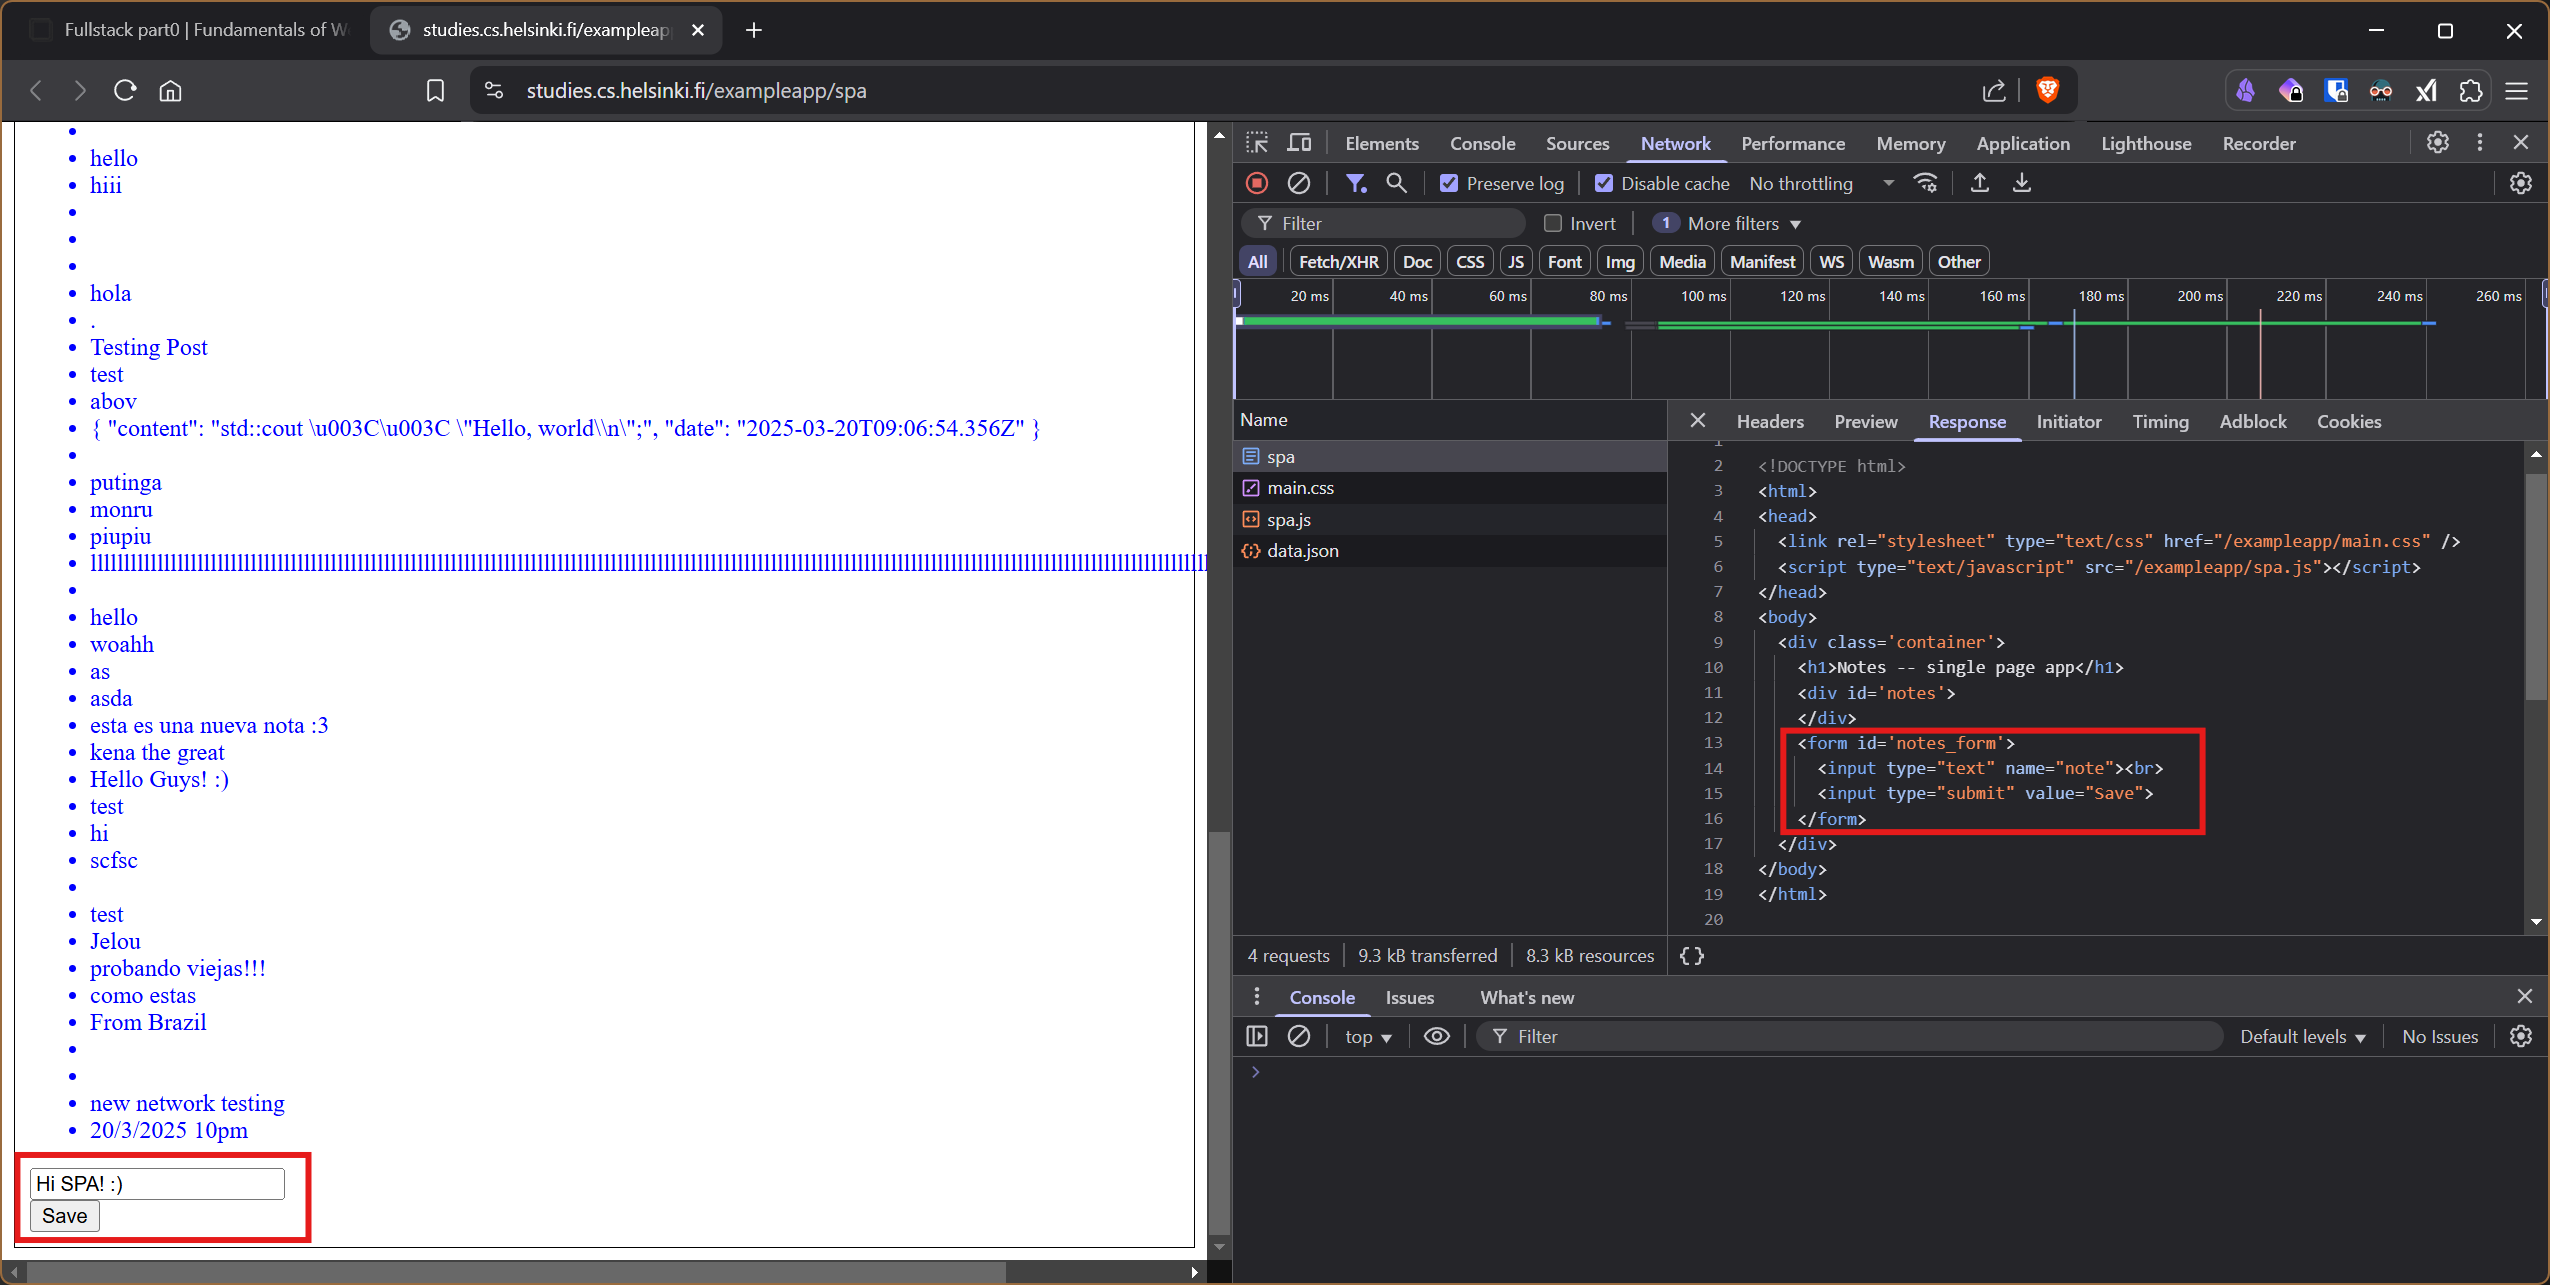 Fullstack part0 | Fundamentals of W
studies.cs.helsinki.fi/exampleapp
studies.cs.helsinki.fi/exampleapp/spa
hello
hiii
hola
.
Testing Post
test
abov
{ "content": "std::cout \u003C\u003C \"Hello, world\\n\";", "date": "2025-03-20T09:06:54.356Z" }
putinga
monru
piupiu
hello
woahh
as
asda
esta es una nueva nota :3
kena the great
Hello Guys! :)
test
hi
scfsc
test
Jelou
probando viejas!!!
como estas
From Brazil
new network testing
20/3/2025 10pm
Hi SPA! :)
Save
Elements Console Sources Network Performance Memory Application Lighthouse Recorder
Preserve log Disable cache No throttling
Filter Invert 1 More filters
All Fetch/XHR Doc CSS JS Font Img Media Manifest WS Wasm Other
20 ms 40 ms 60 ms 80 ms 100 ms 120 ms 140 ms 160 ms 180 ms 200 ms 220 ms 240 ms 260 ms
Name
spa
main.css
spa.js
data.json
Headers Preview Response Initiator Timing Adblock Cookies
1
2 <!DOCTYPE html>
3 <html>
4 <head>
5 <link rel="stylesheet" type="text/css" href="/exampleapp/main.css" />
6 <script type="text/javascript" src="/exampleapp/spa.js"></script>
7 </head>
8 <body>
9 <div class='container'>
10 <h1>Notes -- single page app</h1>
11 <div id='notes'>
12 </div>
13 <form id='notes_form'>
14 <input type="text" name="note"><br>
15 <input type="submit" value="Save">
16 </form>
17 </div>
18 </body>
19 </html>
20
4 requests 9.3 kB transferred 8.3 kB resources { }
Console Issues What's new
top Filter Default levels No Issues